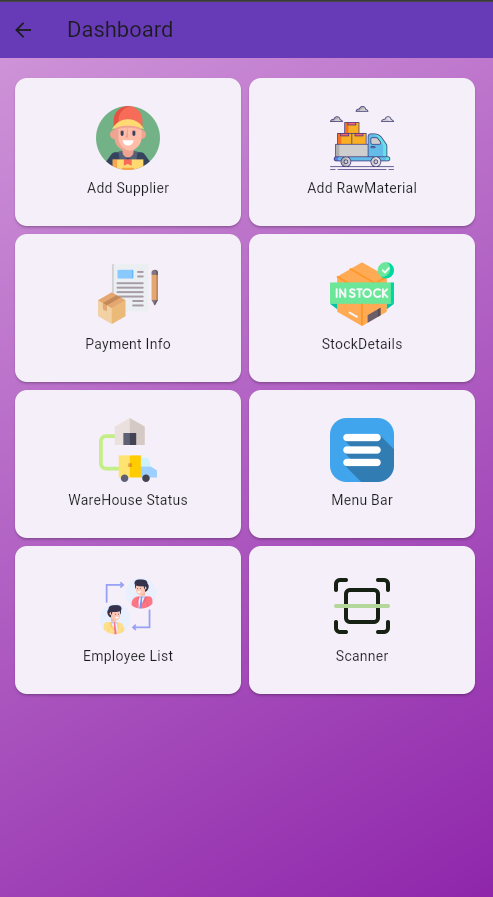 Dashboard
Add Supplier
Add RawMaterial
Payment Info
IN STOCK
StockDetails
WareHouse Status
Menu Bar
Employee List
Scanner